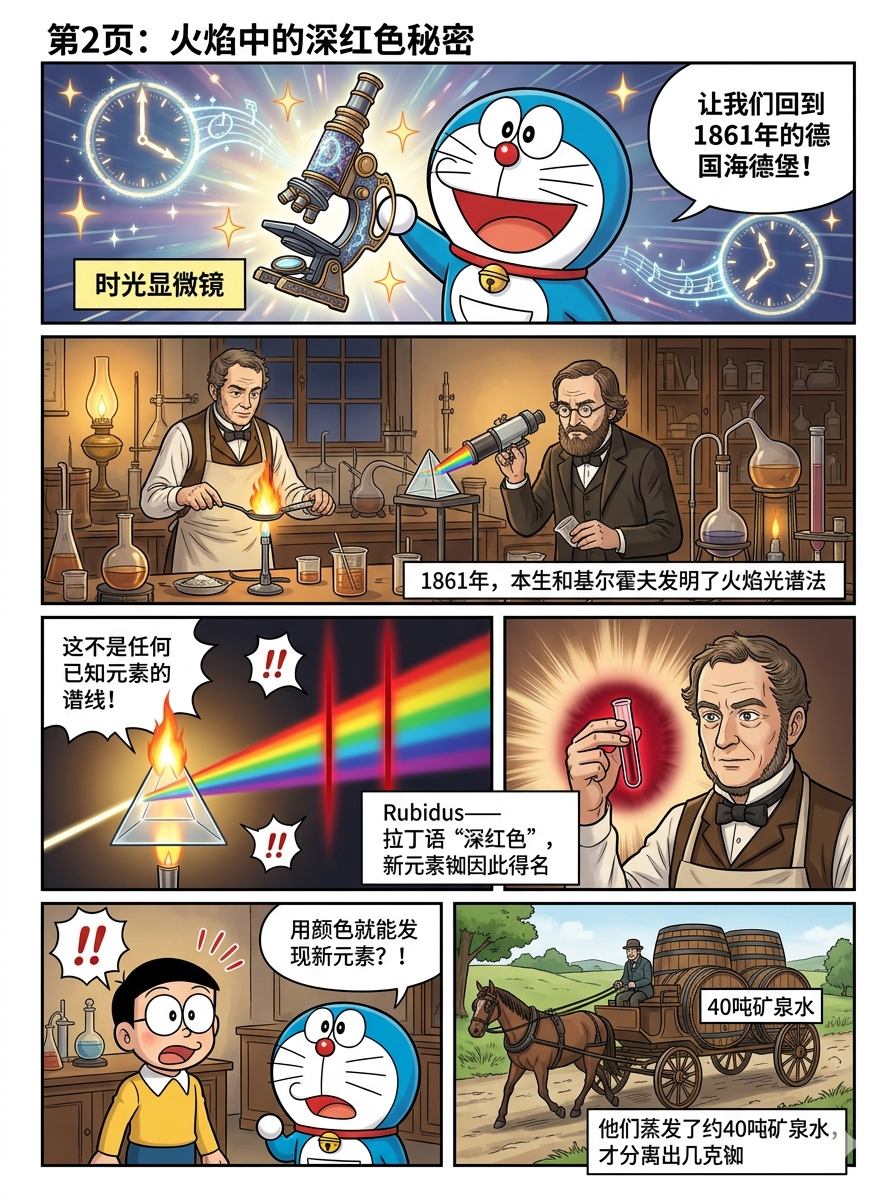 第2页：火焰中的深红色秘密
让我们回到
1861年的德
国海德堡！
时光显微镜
1861年，本生和基尔霍夫发明了火焰光谱法
这不是任何
已知元素的
谱线！
!!
!!
Rubidus——
拉丁语“深红色”，
新元素铷因此得名
!!
用颜色就能发
现新元素？！
40吨矿泉水
他们蒸发了约40吨矿泉水，
才分离出几克铷